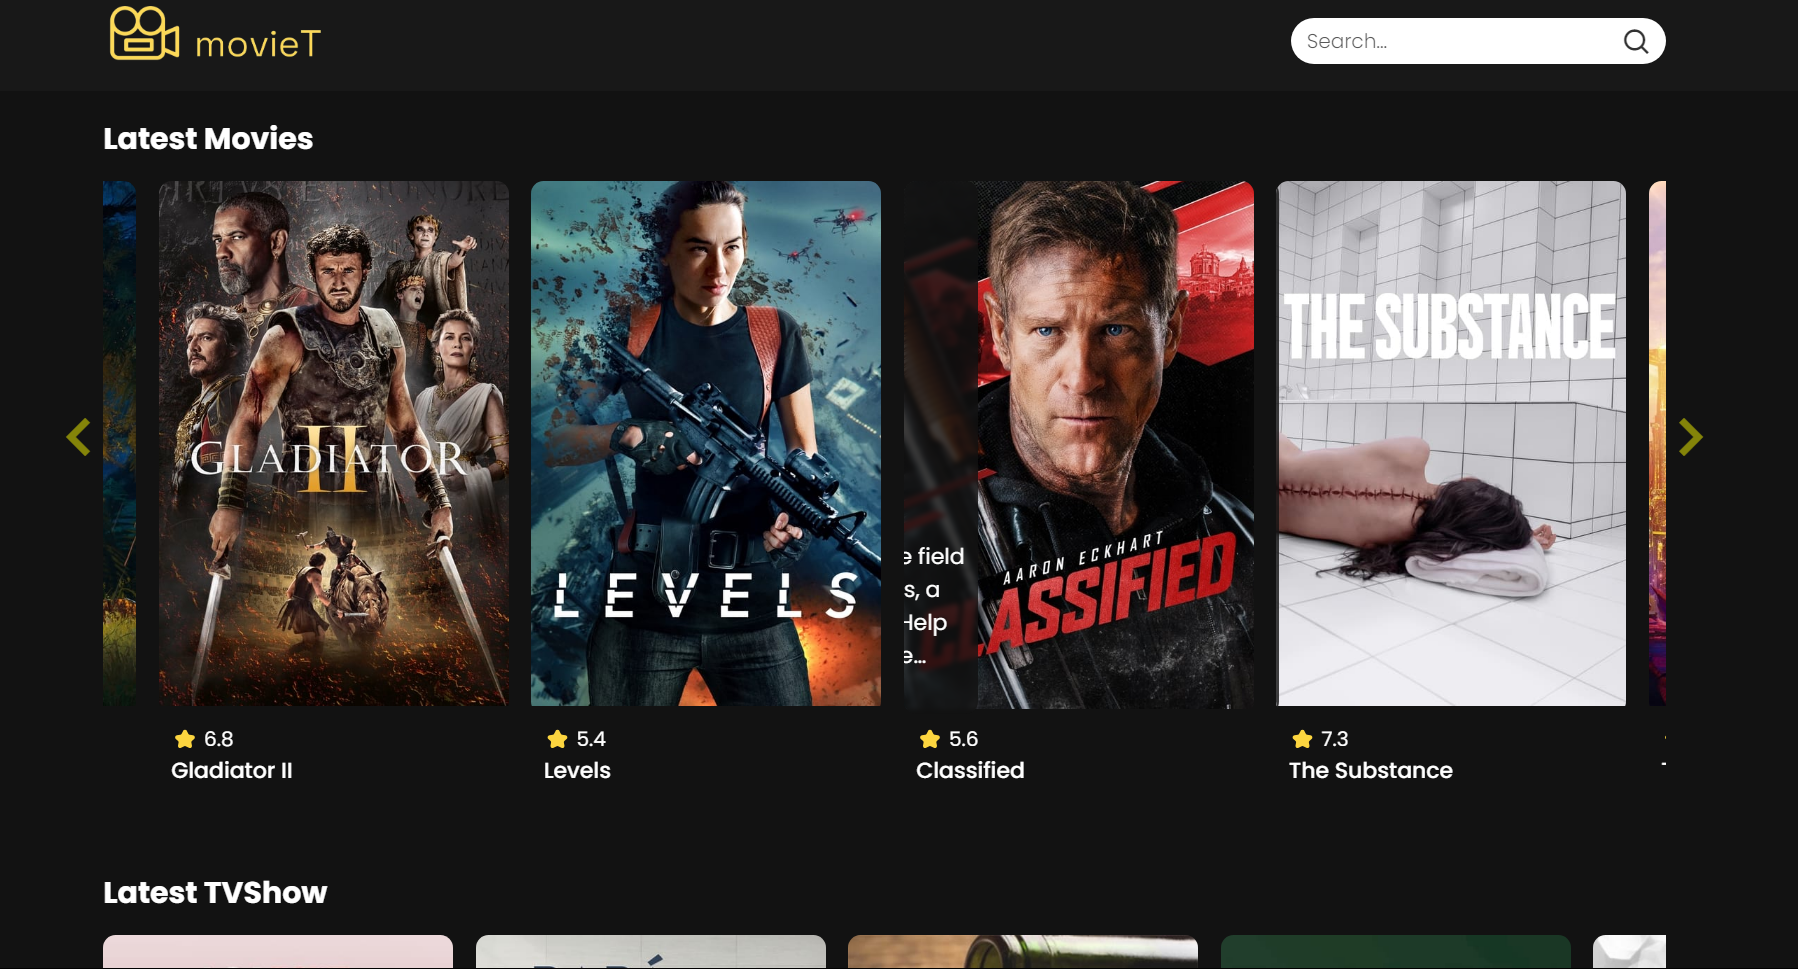 movieT
Search...
Latest Movies
GLADIATOR
II
LEVELS
e field
s, a
Help
e...
AARON ECKHART
CLASSIFIED
THE SUBSTANCE
6.8
Gladiator II
5.4
Levels
5.6
Classified
7.3
The Substance
Latest TVShow